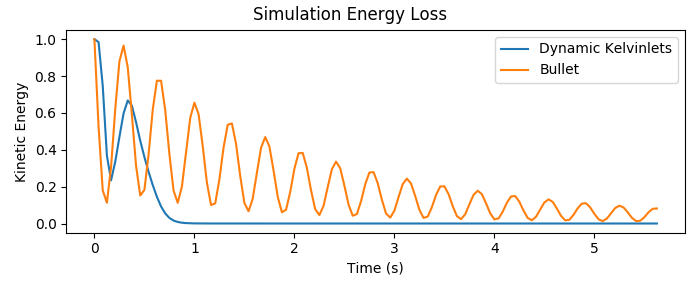 Simulation Energy Loss
Kinetic Energy
1.0
0.8
0.6
0.4
0.2
0.0
Dynamic Kelvinlets
Bullet
0 1 2 3 4 5
Time (s)